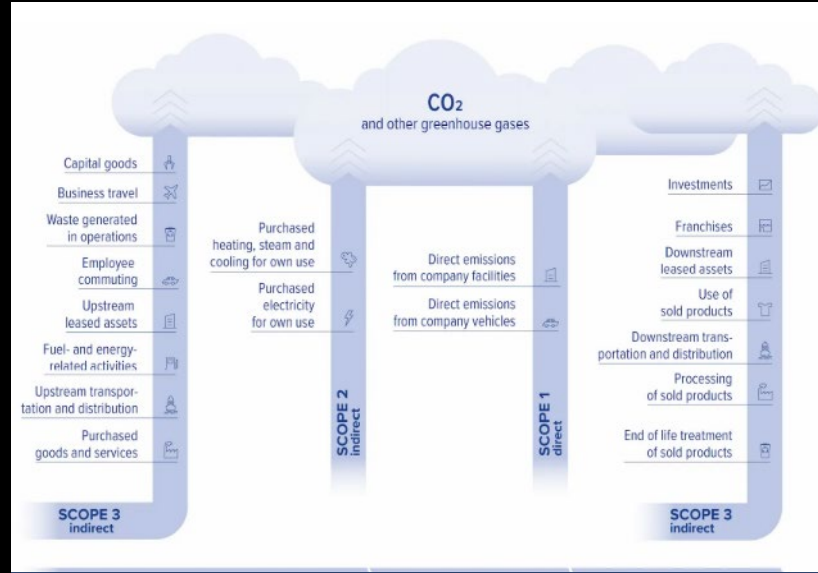 CO₂
and other greenhouse gases
Capital goods
Business travel
Waste generated
in operations
Employee
commuting
Upstream
leased assets
Fuel- and energy-
related activities
Upstream transpor-
tation and distribution
Purchased
goods and services
SCOPE 3
indirect
Purchased
heating, steam and
cooling for own use
Purchased
electricity
for own use
SCOPE 2
indirect
Direct emissions
from company facilities
Direct emissions
from company vehicles
SCOPE 1
direct
Investments
Franchises
Downstream
leased assets
Use of
sold products
Downstream trans-
portation and distribution
Processing
of sold products
End of life treatment
of sold products
SCOPE 3
indirect